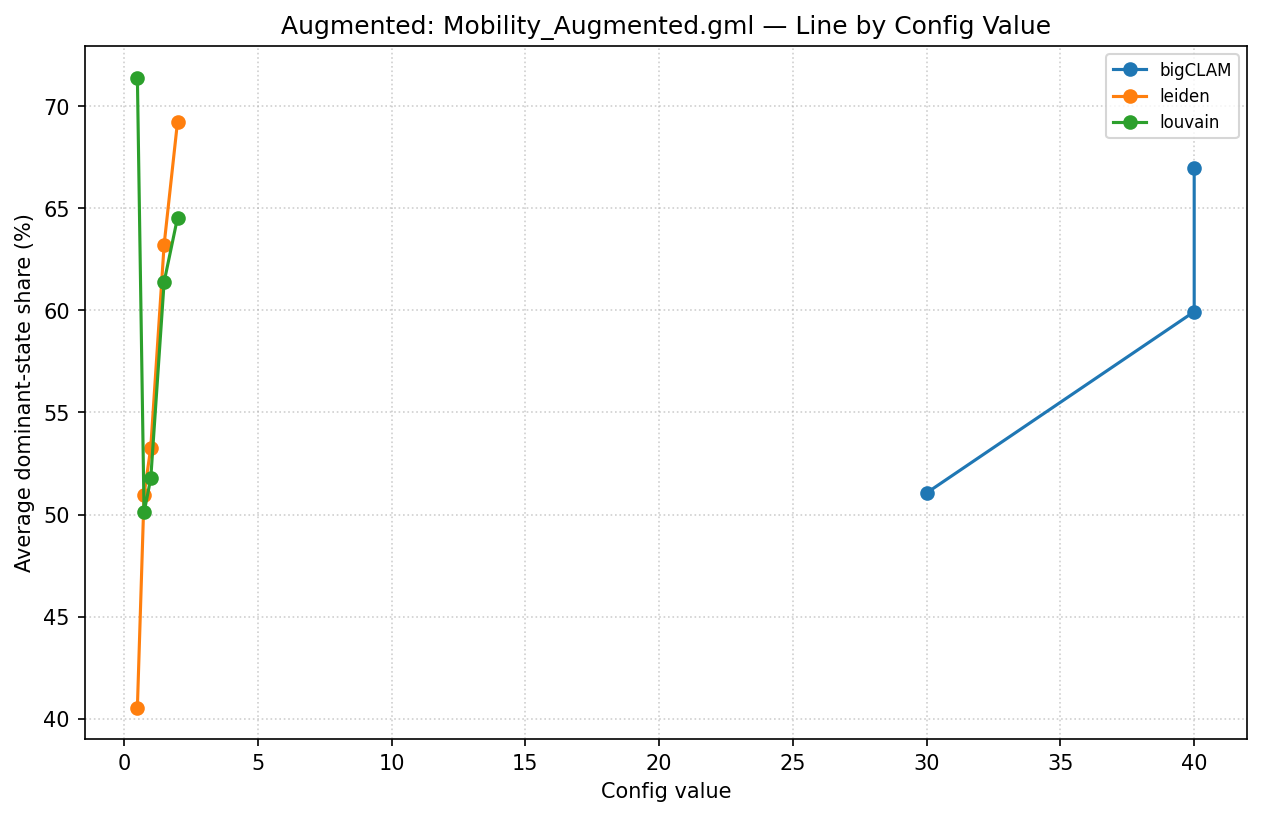 Augmented: Mobility_Augmented.gml — Line by Config Value
bigCLAM
leiden
louvain
Average dominant-state share (%)
70
65
60
55
50
45
40
0 5 10 15 20 25 30 35 40
Config value